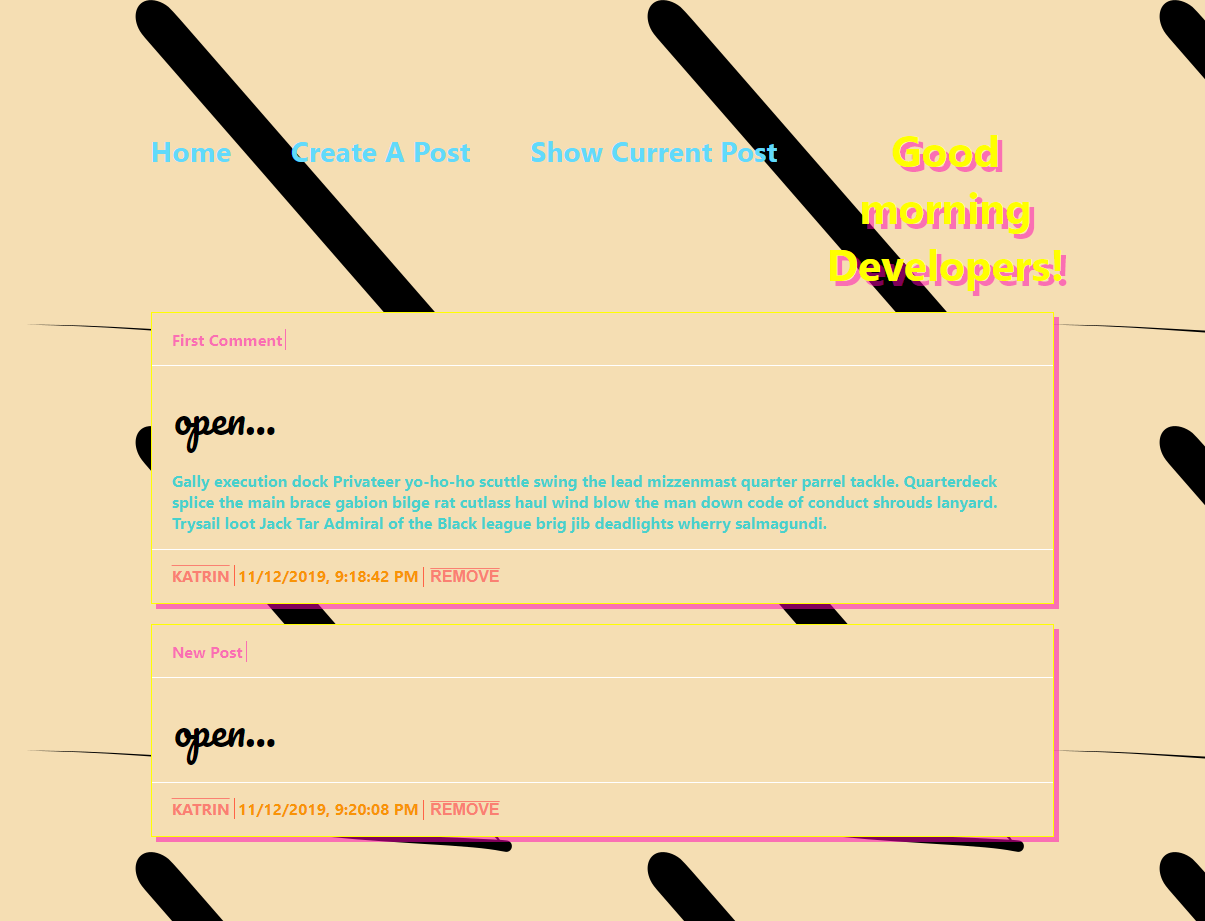 Home Create A Post Show Current Post
Good
morning
Developers!
First Comment
open...
Gally execution dock Privateer yo-ho-ho scuttle swing the lead mizzenmast quarter parrel tackle. Quarterdeck
splice the main brace gabion bilge rat cutlass haul wind blow the man down code of conduct shrouds lanyard.
Trysail loot Jack Tar Admiral of the Black league brig jib deadlights wherry salmagundi.
KATRIN 11/12/2019, 9:18:42 PM REMOVE
New Post
open...
KATRIN 11/12/2019, 9:20:08 PM REMOVE